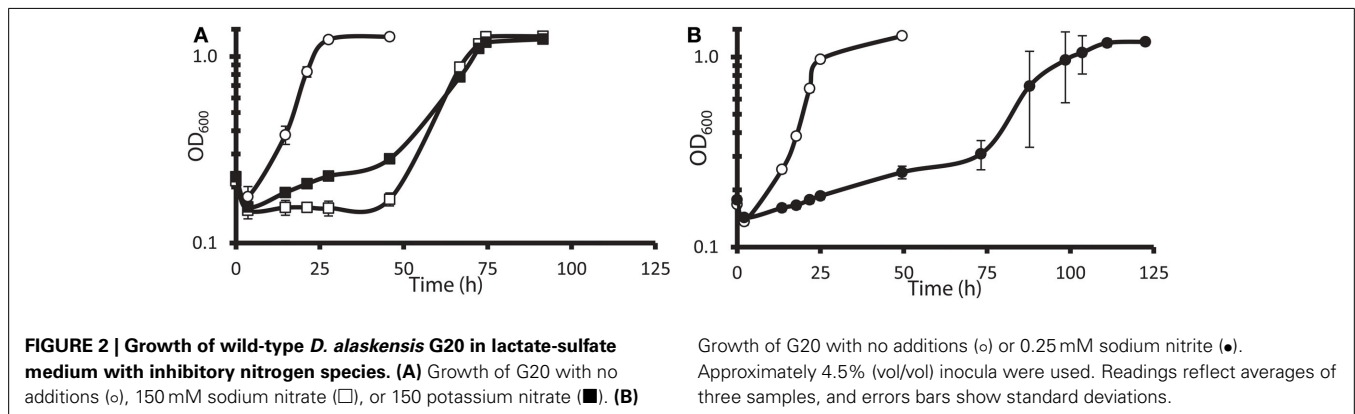 A
1.0
OD600
0.1
0 25 50 75 100 125
Time (h)
B
1.0
OD600
0.1
0 25 50 75 100 125
Time (h)
FIGURE 2 | Growth of wild-type D. alaskensis G20 in lactate-sulfate
medium with inhibitory nitrogen species. (A) Growth of G20 with no
additions (○), 150 mM sodium nitrate (□), or 150 potassium nitrate (■). (B)
Growth of G20 with no additions (○) or 0.25 mM sodium nitrite (●).
Approximately 4.5% (vol/vol) inocula were used. Readings reflect averages of
three samples, and errors bars show standard deviations.